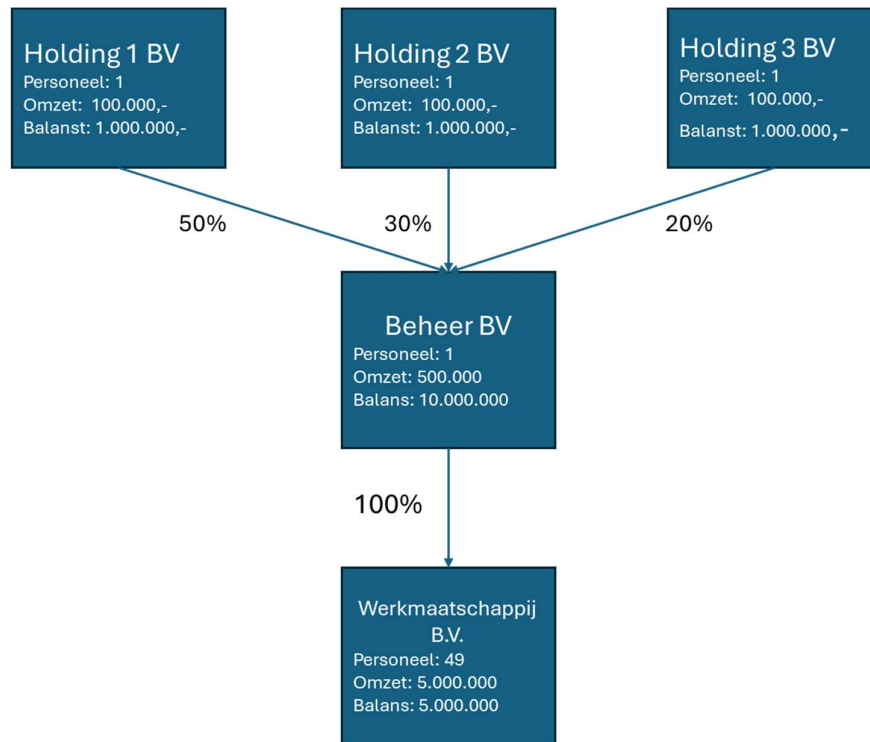 Holding 1 BV
Personeel: 1
Omzet: 100.000,-
Balanst: 1.000.000,-
Holding 2 BV
Personeel: 1
Omzet: 100.000,-
Balanst: 1.000.000,-
Holding 3 BV
Personeel: 1
Omzet: 100.000,-
Balanst: 1.000.000,-
50%
30%
20%
Beheer BV
Personeel: 1
Omzet: 500.000
Balans: 10.000.000
100%
Werkmaatschappij
B.V.
Personeel: 49
Omzet: 5.000.000
Balans: 5.000.000